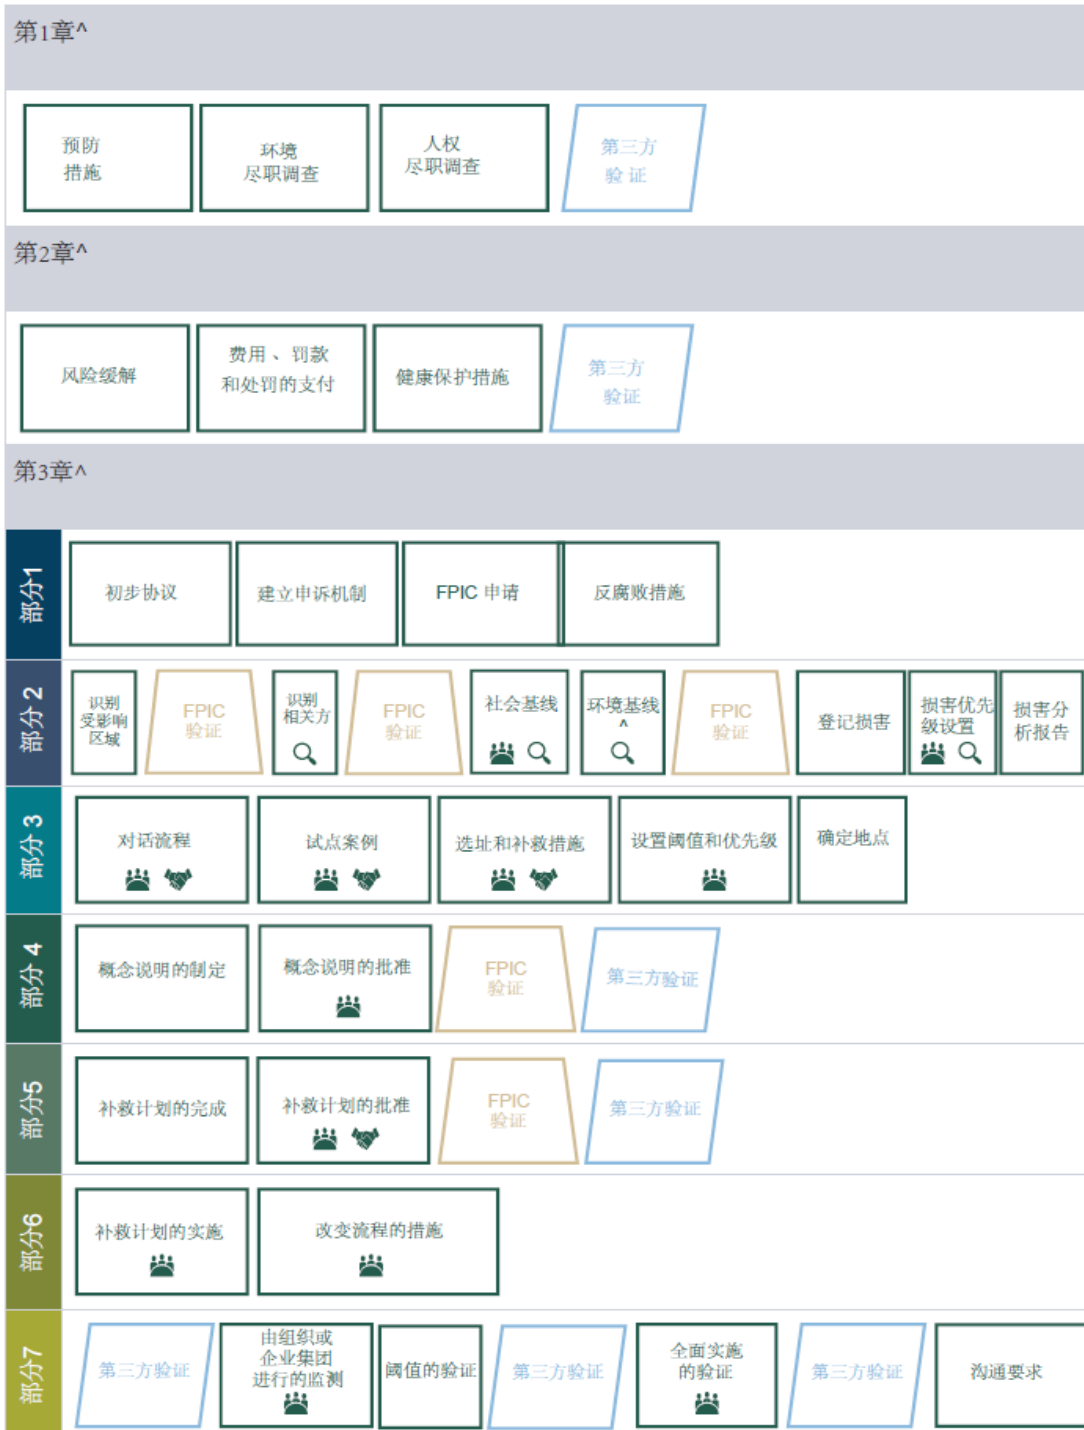 第1章^
预防
措施
环境
尽职调查
人权
尽职调查
第三方
验 证
第2章^
风险缓解
费用 、 罚款
和处罚的支付
健康保护措施
第三方
验证
第3章^
部分1
初步协议
建立申诉机制
FPIC 申请
反腐败措施
部分 2
识别
受影响
区域
FPIC
验证
识别
相关方
FPIC
验证
社会基线
环境基线
^
FPIC
验证
登记损害
损害优先
级设置
损害分
析报告
部分 3
对话流程
试点案例
选址和补救措施
设置阈值和优先级
确定地点
部分 4
概念说明的制定
概念说明的批准
FPIC
验证
第三方验证
部分5
补救计划的完成
补救计划的批准
FPIC
验证
第三方验证
部分6
补救计划的实施
改变流程的措施
部分7
第三方验证
由组织或
企业集团
进行的监测
阈值的验证
第三方验证
全面实施
的验证
第三方验证
沟通要求